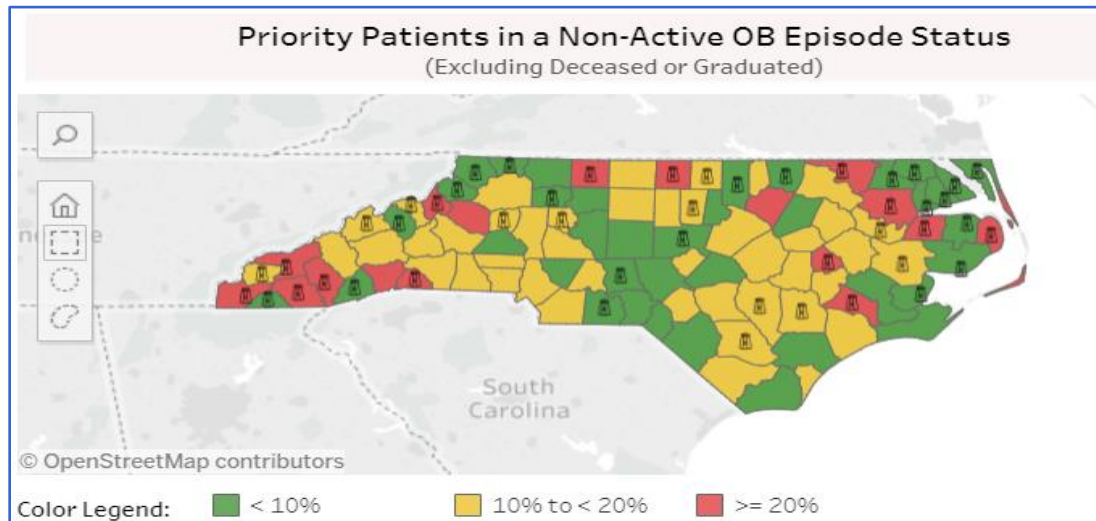 Priority Patients in a Non-Active OB Episode Status
(Excluding Deceased or Graduated)
South
Carolina
© OpenStreetMap contributors
Color Legend: < 10% 10% to < 20% >= 20%